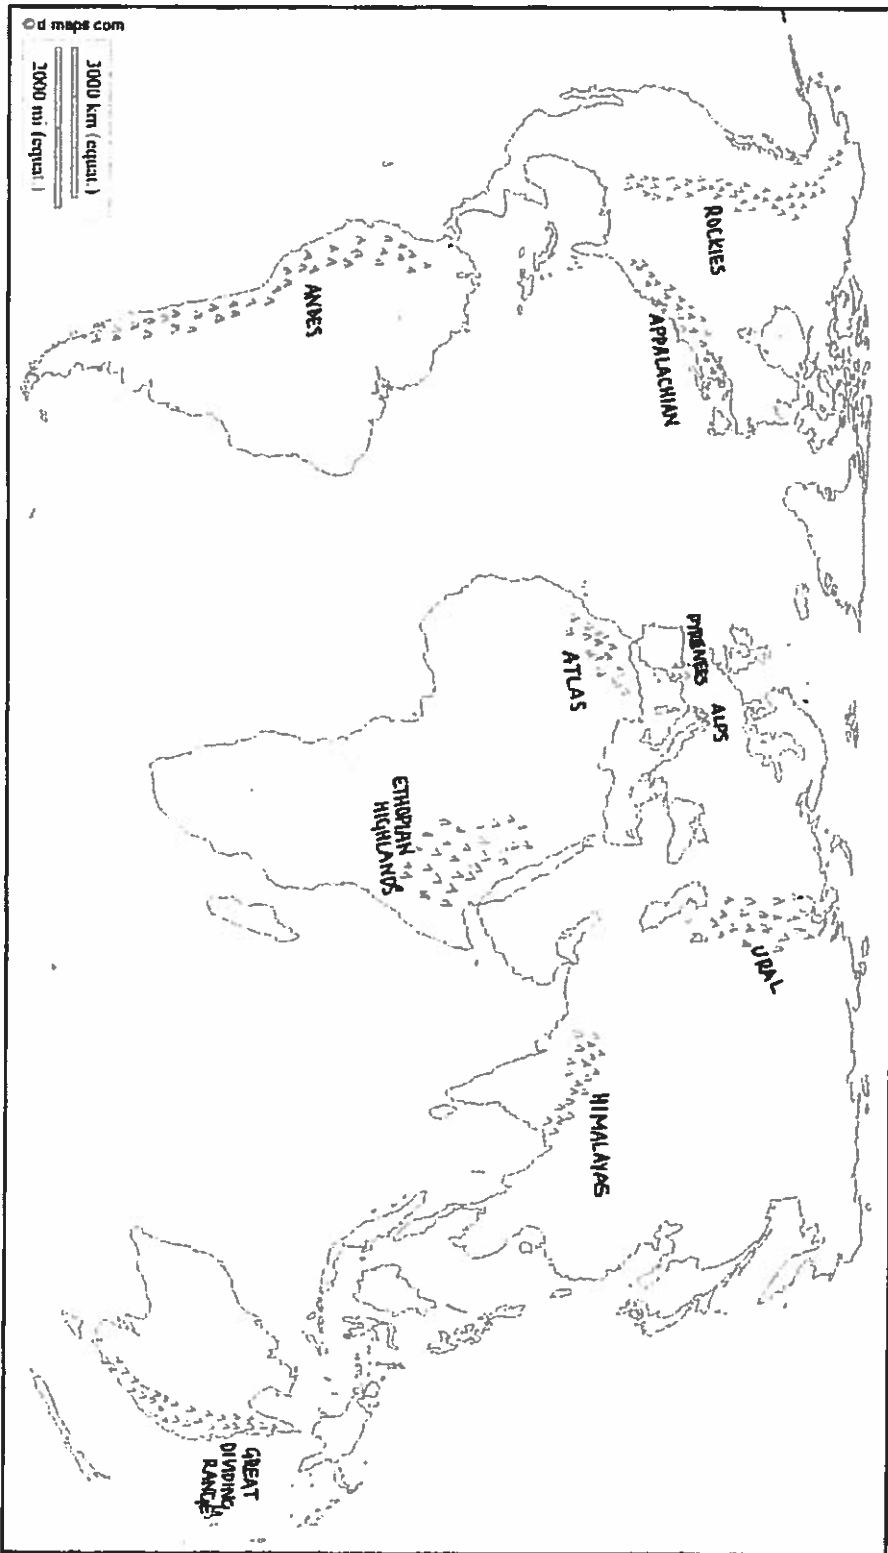 ©d maps com
3000 km (equat.)
2000 mi (equat.)
ROCKIES
APPALACHIAN
ANDES
PYRENEES
ALPS
ATLAS
ETHOPIAN
HIGHLANDS
URAL
HIMALAYAS
GREAT
DIVIDING
RANGE